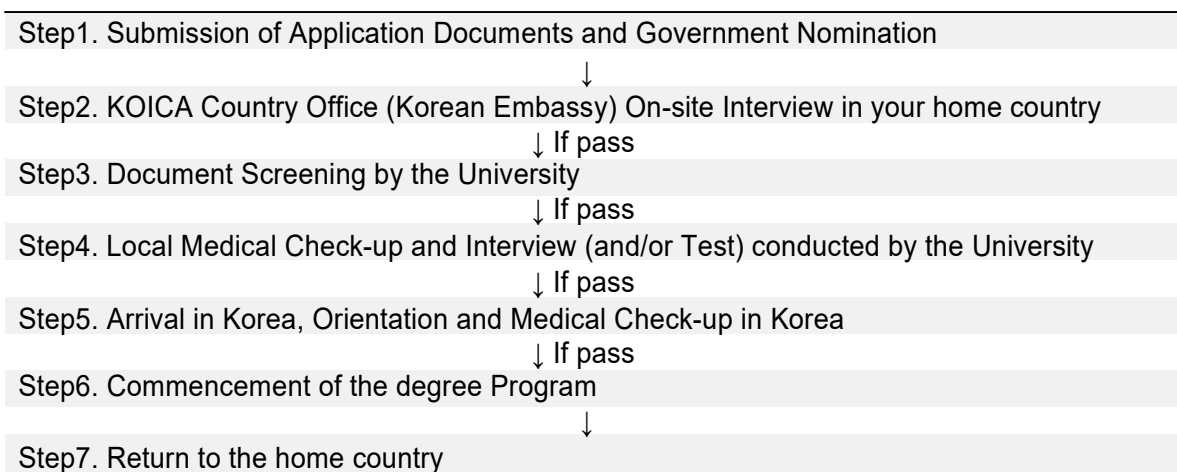 Step1. Submission of Application Documents and Government Nomination
↓
Step2. KOICA Country Office (Korean Embassy) On-site Interview in your home country
↓ If pass
Step3. Document Screening by the University
↓ If pass
Step4. Local Medical Check-up and Interview (and/or Test) conducted by the University
↓ If pass
Step5. Arrival in Korea, Orientation and Medical Check-up in Korea
↓ If pass
Step6. Commencement of the degree Program
↓
Step7. Return to the home country